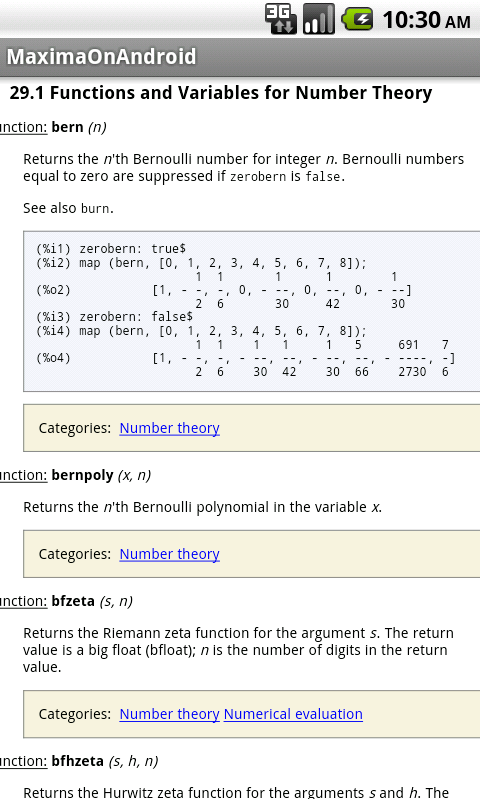 3G 10:30 AM
MaximaOnAndroid
29.1 Functions and Variables for Number Theory
unction: bern (n)
Returns the n'th Bernoulli number for integer n. Bernoulli numbers
equal to zero are suppressed if zerobern is false.
See also burn.
(%i1) zerobern: true$
(%i2) map (bern, [0, 1, 2, 3, 4, 5, 6, 7, 8]);
                      1  1       1      1        1
(%o2)           [1, - -, -, 0, - --, 0, --, 0, - --]
                      2  6       30     42       30
(%i3) zerobern: false$
(%i4) map (bern, [0, 1, 2, 3, 4, 5, 6, 7, 8]);
                      1  1    1   1    1   5     691   7
(%o4)           [1, - -, -, - --, --, - --, --, - ----, -]
                      2  6    30  42    30  66    2730  6
Categories: Number theory
unction: bernpoly (x, n)
Returns the n'th Bernoulli polynomial in the variable x.
Categories: Number theory
unction: bfzeta (s, n)
Returns the Riemann zeta function for the argument s. The return
value is a big float (bfloat); n is the number of digits in the return
value.
Categories: Number theory Numerical evaluation
unction: bfhzeta (s, h, n)
Returns the Hurwitz zeta function for the arguments s and h. The